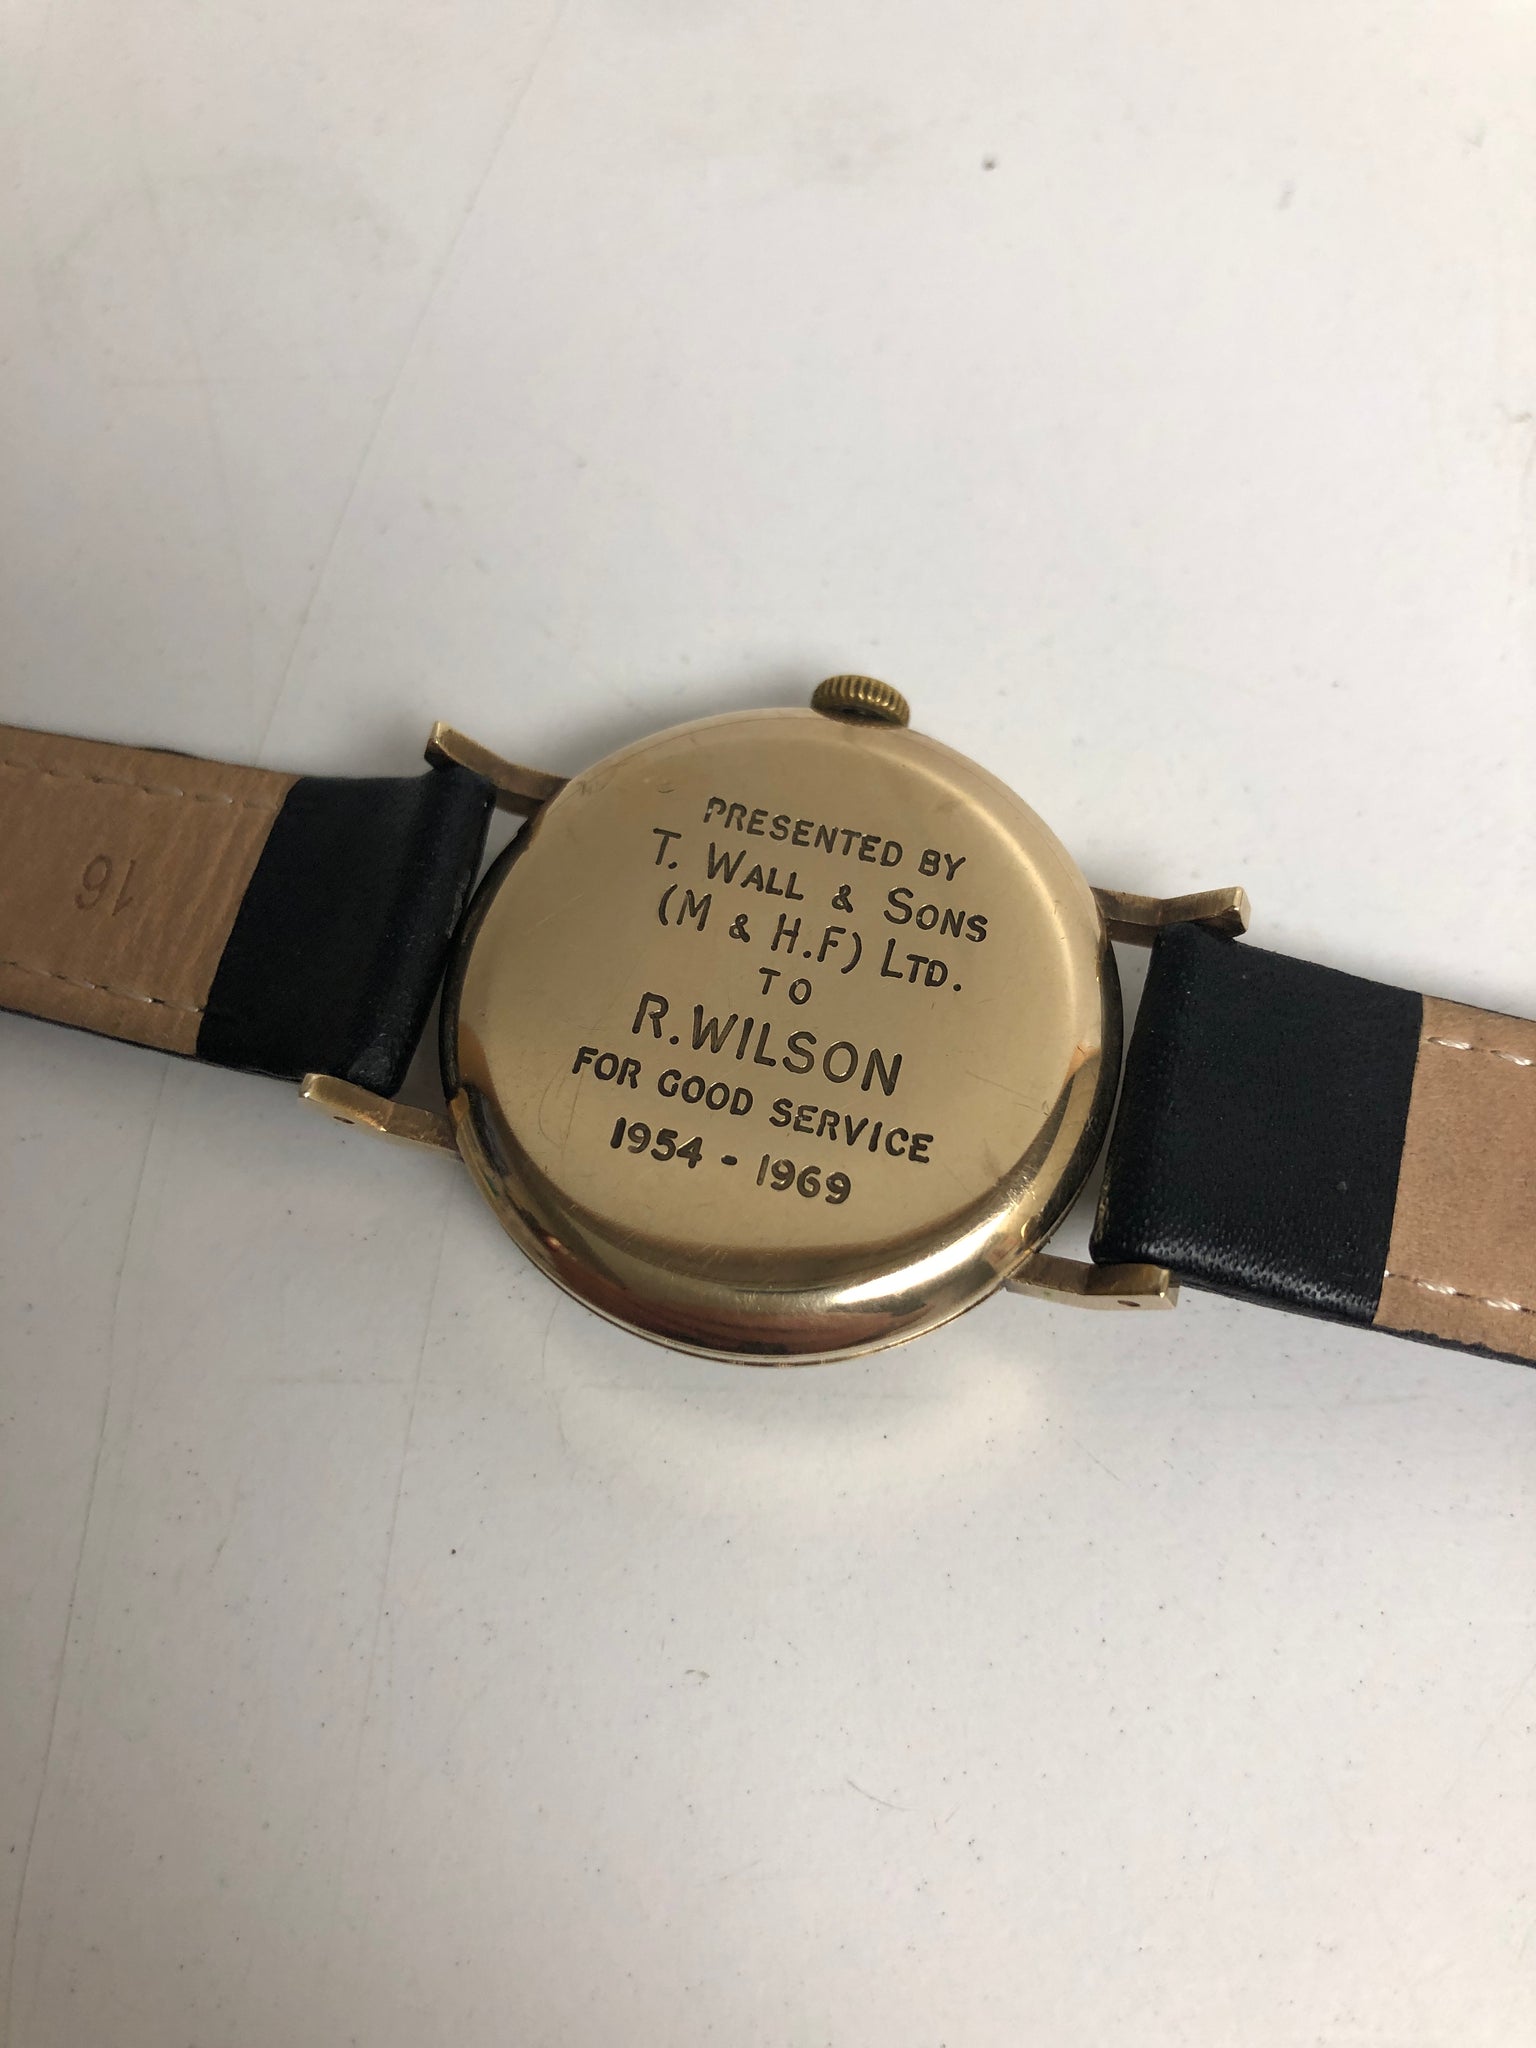 PRESENTED BY
T. WALL & SONS
(M & H.F) LTD.
TO
R. WILSON
FOR GOOD SERVICE
1954 - 1969
16